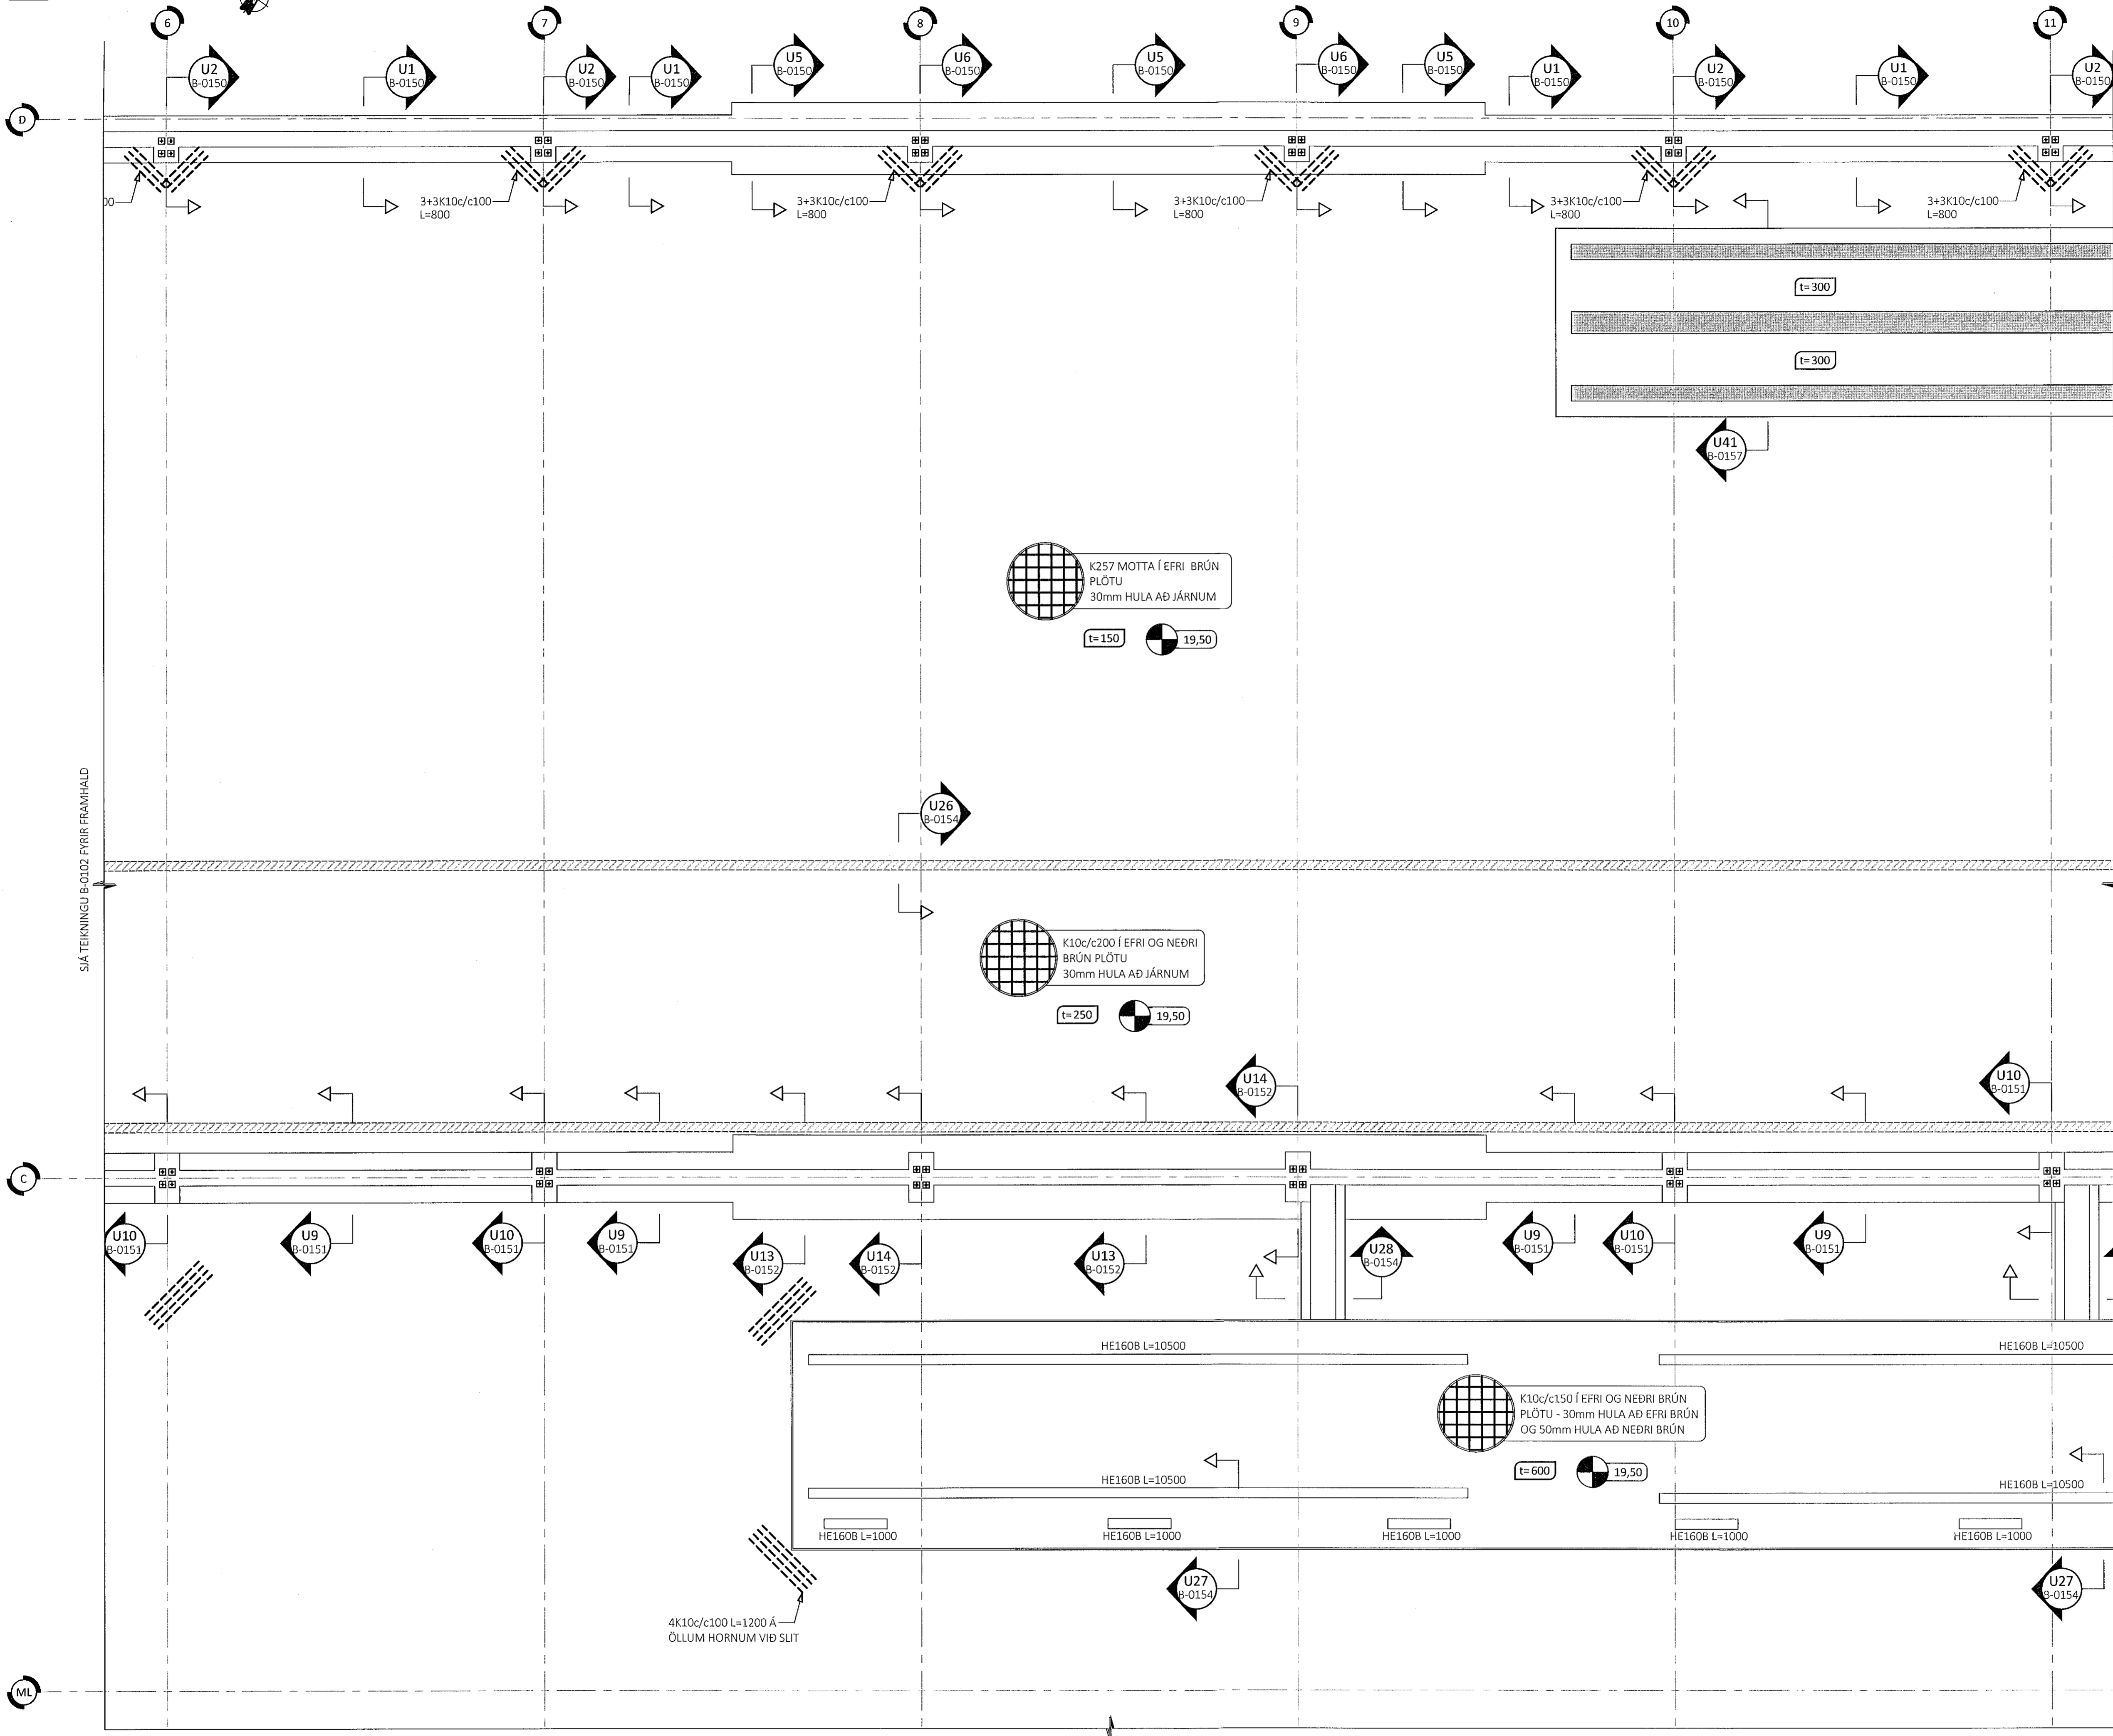 6
7
8
9
10
11
U2
B-0150
U1
B-0150
U2
B-0150
U1
B-0150
U5
B-0150
U6
B-0150
U5
B-0150
U6
B-0150
U5
B-0150
U1
B-0150
U2
B-0150
U1
B-0150
U2
B-0150
D
3+3K10c/c100
L=800
3+3K10c/c100
L=800
3+3K10c/c100
L=800
3+3K10c/c100
L=800
3+3K10c/c100
L=800
t=300
t=300
U41
B-0157
K257 MOTTA Í EFRI BRÚN
PLÖTU
30mm HULA AÐ JÁRNUM
t=150
19,50
SJÁ TEIKNINGU B-0102 FYRIR FRAMHALD
U26
B-0154
K10c/c200 Í EFRI OG NEÐRI
BRÚN PLÖTU
30mm HULA AÐ JÁRNUM
t=250
19,50
U14
B-0152
U10
B-0151
C
U10
B-0151
U9
B-0151
U10
B-0151
U9
B-0151
U13
B-0152
U14
B-0152
U13
B-0152
U28
B-0154
U9
B-0151
U10
B-0151
U9
B-0151
HE160B L=10500
HE160B L=10500
K10c/c150 Í EFRI OG NEÐRI BRÚN
PLÖTU - 30mm HULA AÐ EFRI BRÚN
OG 50mm HULA AÐ NEÐRI BRÚN
t=600
19,50
HE160B L=10500
HE160B L=10500
HE160B L=1000
HE160B L=1000
HE160B L=1000
HE160B L=1000
HE160B L=1000
U27
B-0154
U27
B-0154
4K10c/c100 L=1200 Á
ÖLLUM HORNUM VIÐ SLIT
ML